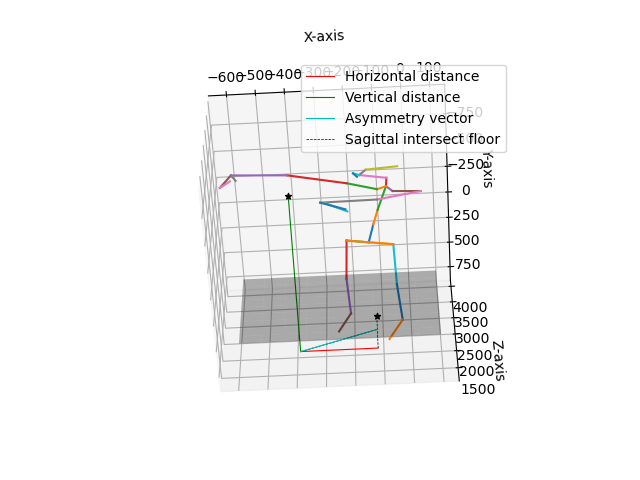 X-axis
−600 −500 −400 −300 −200 −100 0 100
Horizontal distance
Vertical distance
Asymmetry vector
Sagittal intersect floor
−750
−250
0
250
500
750
Y-axis
4000
3500
3000
2500
2000
1500
Z-axis